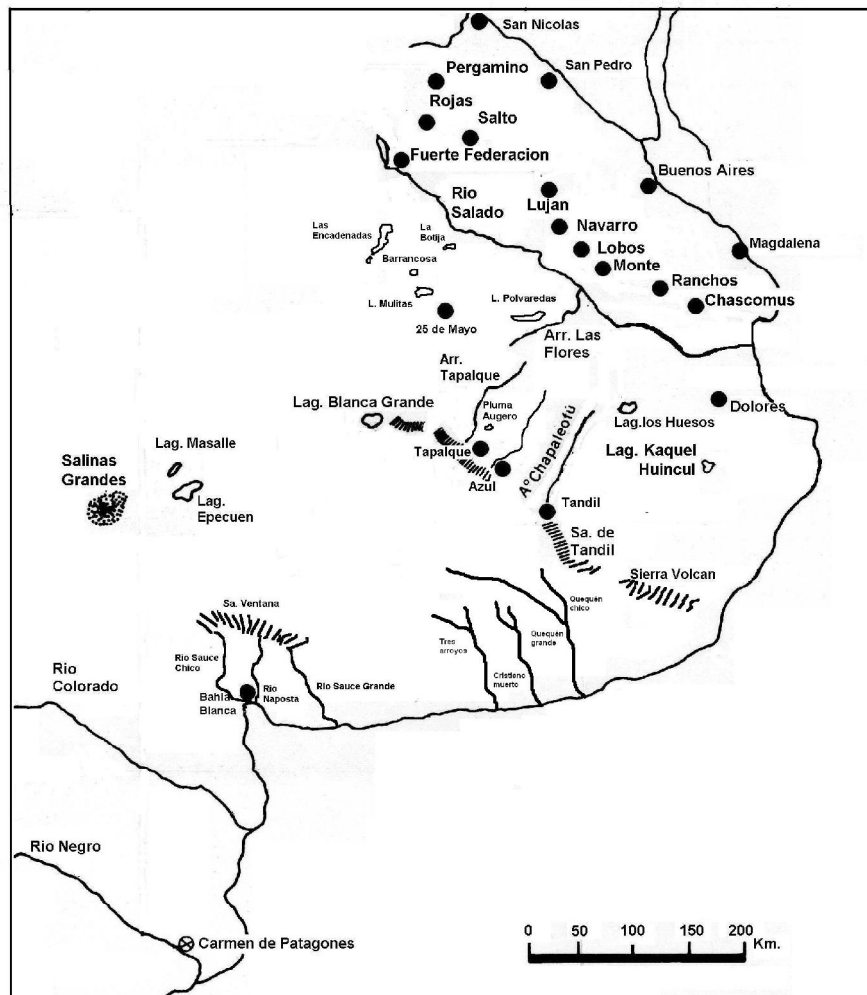 San Nicolas
Pergamino
San Pedro
Rojas
Salto
Fuerte Federacion
Buenos Aires
Rio
Salado
Lujan
Navarro
Las
Encadenadas
La
Botija
Lobos
Magdalena
Barrancosa
Monte
Ranchos
L. Mulitas
L. Polvaredas
Chascomus
25 de Mayo
Arr. Las
Flores
Arr.
Tapalque
Lag. Blanca Grande
Pluma
Augero
Dolores
Lag.los Huesos
A° Chapaleofú
Lag. Masalle
Tapalque
Lag. Kaquel
Huincul
Salinas
Grandes
Azul
Lag.
Epecuen
Tandil
Sa. de
Tandil
Sierra Volcan
Sa. Ventana
Quequén
chico
Tres
arroyos
Quequén
grande
Rio Sauce
Chico
Cristiano
muerto
Rio
Colorado
Rio
Naposta
Rio Sauce Grande
Bahia
Blanca
Rio Negro
Carmen de Patagones
0 50 100 150 200
Km.